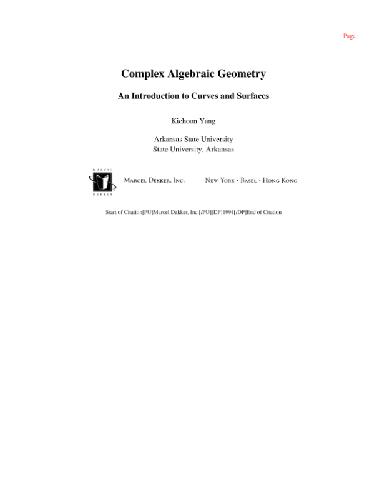 Page
Complex Algebraic Geometry
An Introduction to Curves and Surfaces
Kichoon Yang
Arkansas State University
State University, Arkansas
MARCEL
DEKKER
MARCEL DEKKER, INC. NEW YORK · BASEL · HONG KONG
Start of Citation[PU]Marcel Dekker, Inc.[/PU][DP]1991[/DP]End of Citation